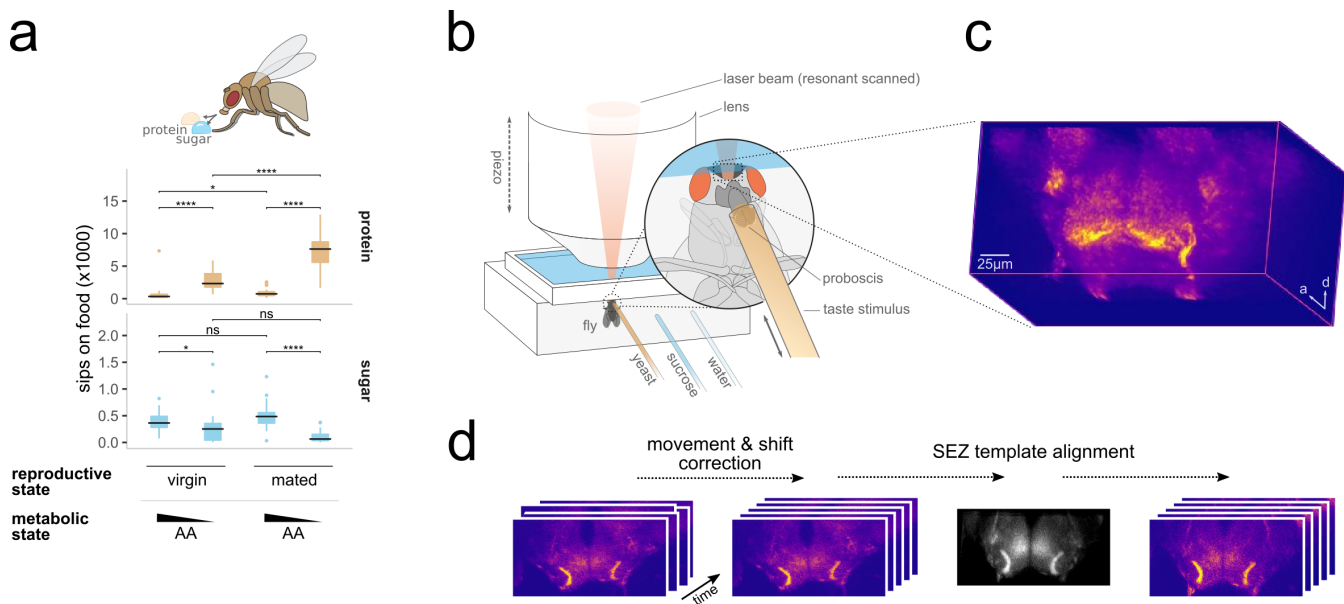 a
protein
sugar
sips on food (x1000)
****
*
****
****
15
10
5
0
protein
ns
ns
*
****
2.0
1.5
1.0
0.5
0.0
sugar
reproductive
state
virgin
mated
metabolic
state
AA
AA
b
laser beam (resonant scanned)
lens
piezo
proboscis
taste stimulus
fly
yeast
sucrose
water
c
25µm
a
d
d
movement & shift
correction
SEZ template alignment
time